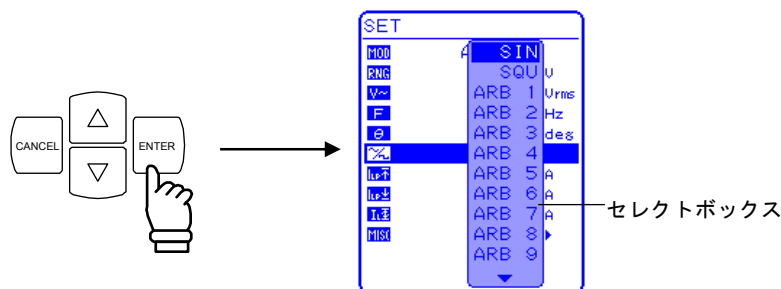 CANCEL
ENTER
SET
MOD A
RNG V
V~ Vrms
F Hz
θ deg
A
A
A
MISC
SIN
SQU
ARB 1
ARB 2
ARB 3
ARB 4
ARB 5
ARB 6
ARB 7
ARB 8
ARB 9
セレクトボックス